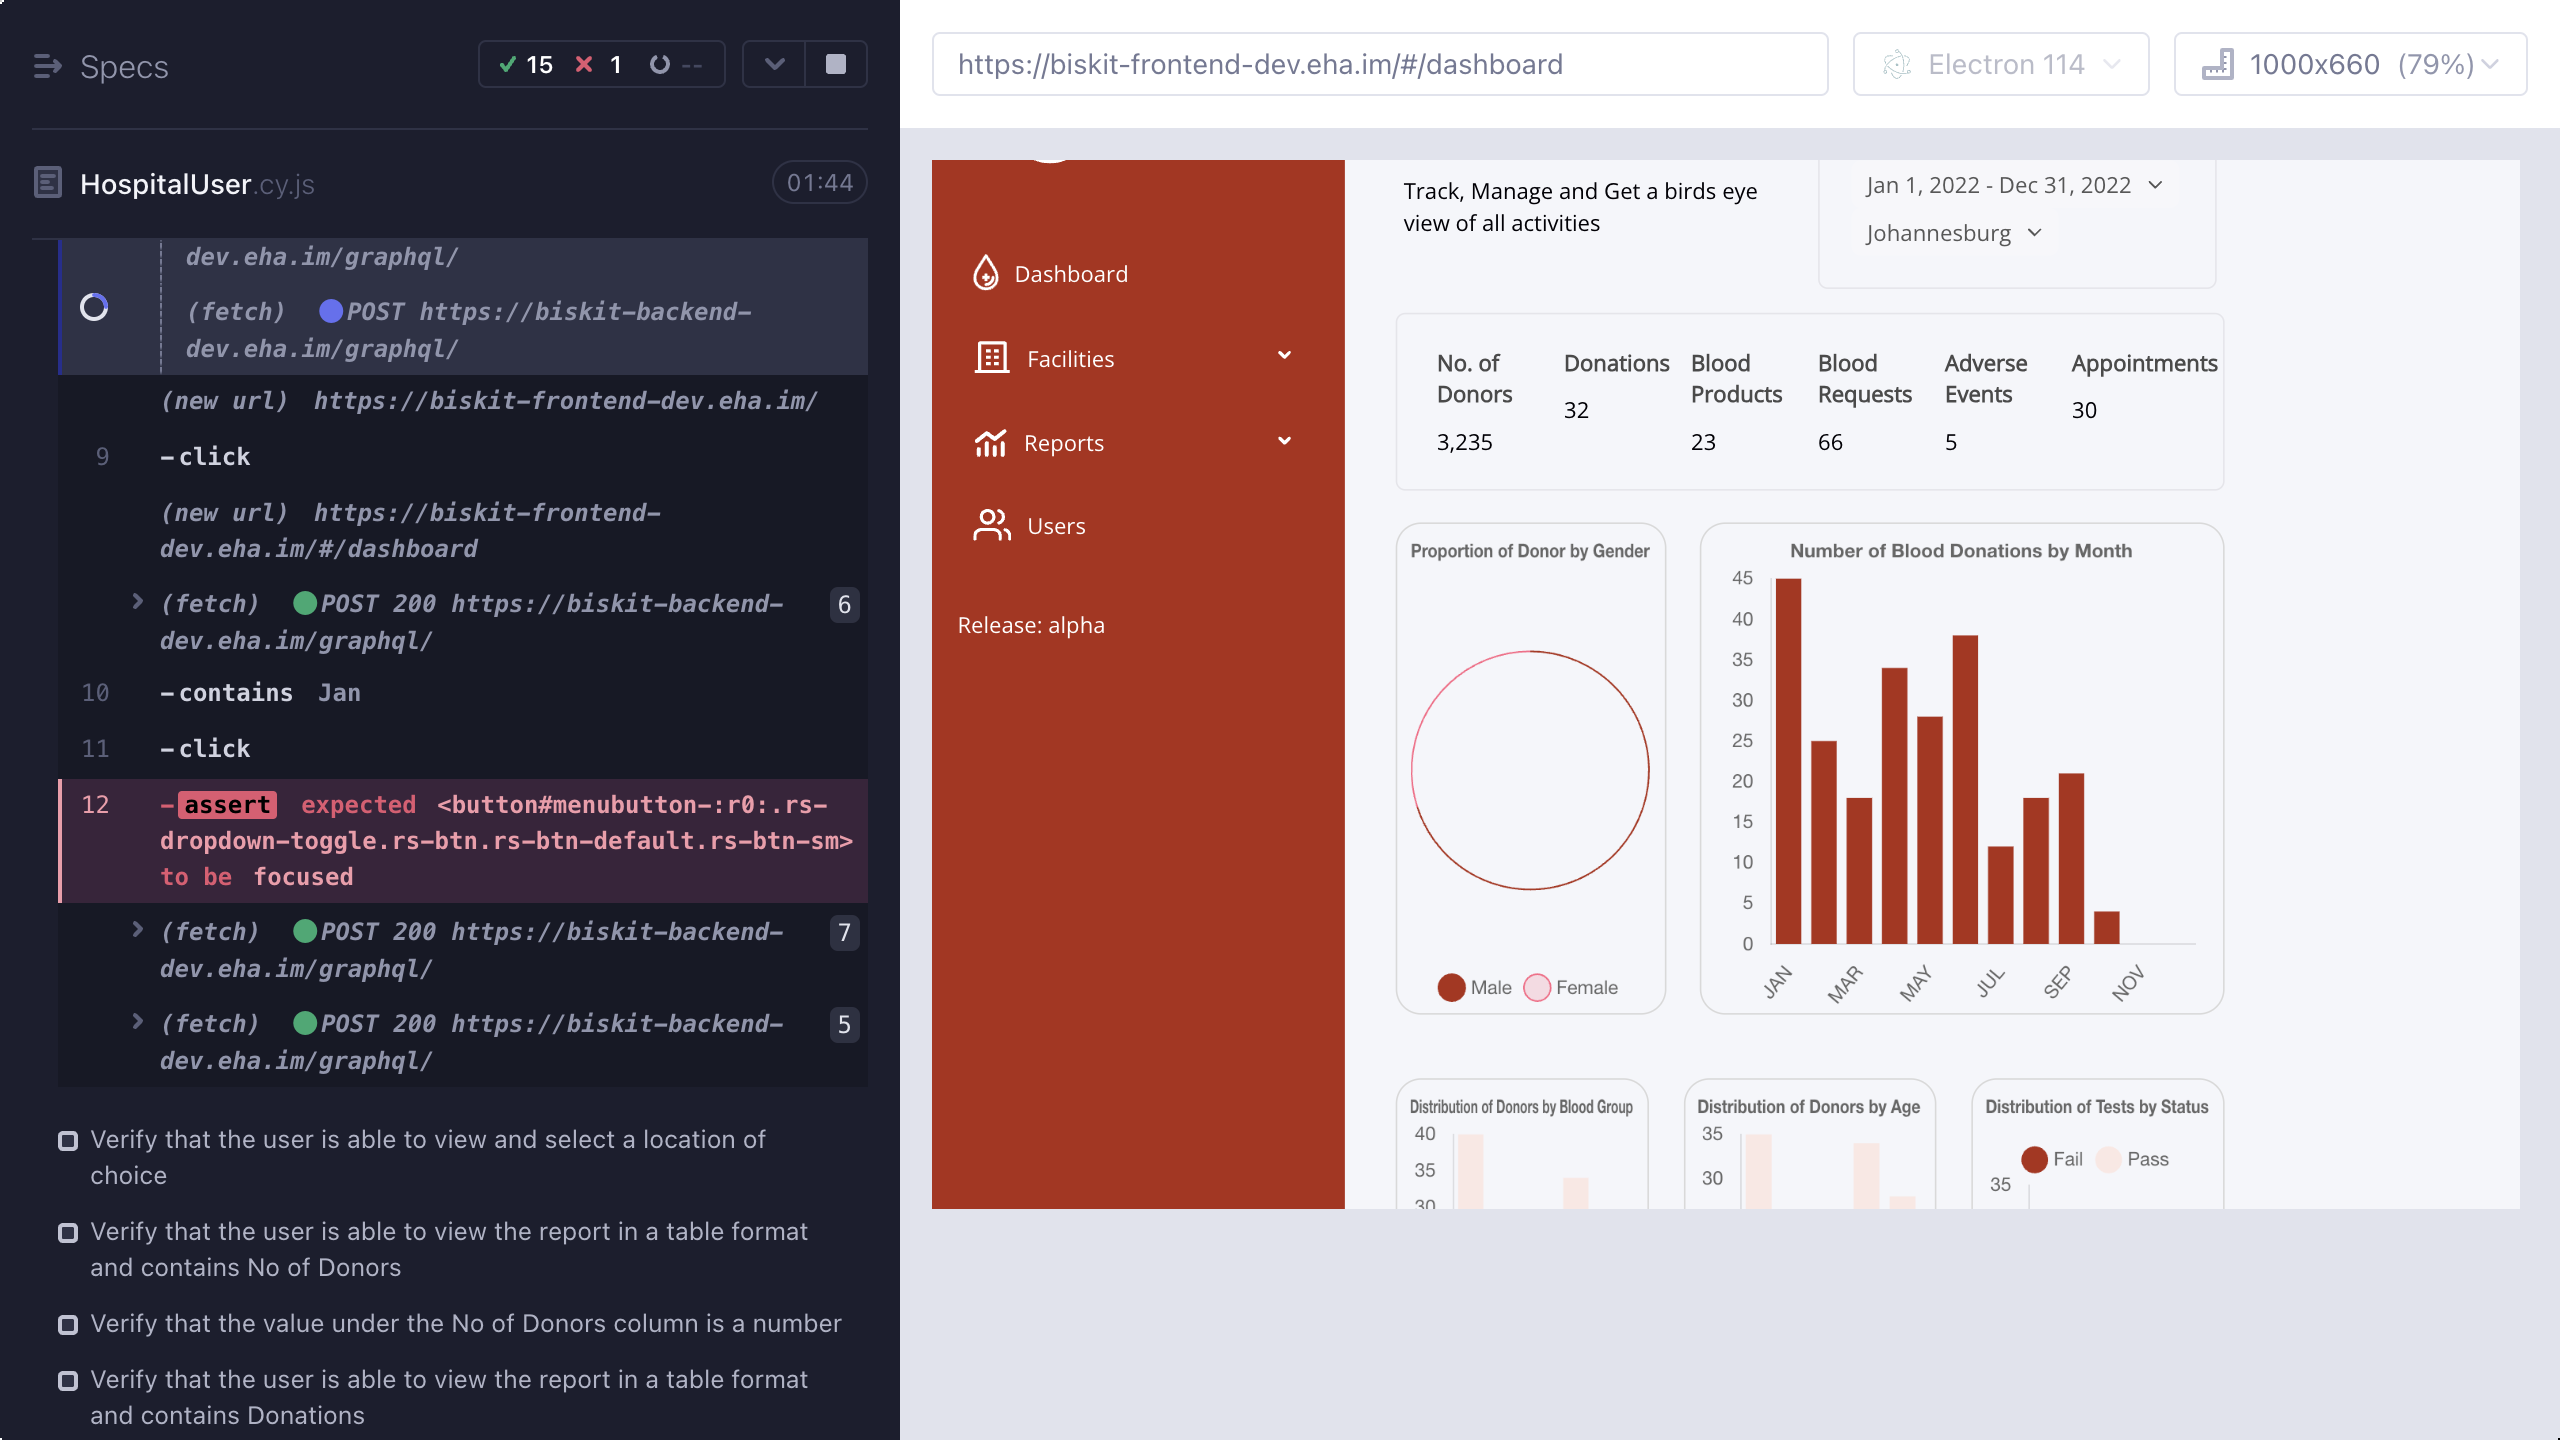 Specs
15 1 --
HospitalUser.cy.js
01:44
dev.eha.im/graphql/
(fetch) POST https://biskit-backend-
dev.eha.im/graphql/
(new url) https://biskit-frontend-dev.eha.im/
9 -click
(new url) https://biskit-frontend-
dev.eha.im/#/dashboard
(fetch) POST 200 https://biskit-backend- 6
dev.eha.im/graphql/
10 -contains Jan
11 -click
12 -assert expected <button#menubutton-:r0:.rs-
dropdown-toggle.rs-btn.rs-btn-default.rs-btn-sm>
to be focused
(fetch) POST 200 https://biskit-backend- 7
dev.eha.im/graphql/
(fetch) POST 200 https://biskit-backend- 5
dev.eha.im/graphql/
Verify that the user is able to view and select a location of
choice
Verify that the user is able to view the report in a table format
and contains No of Donors
Verify that the value under the No of Donors column is a number
Verify that the user is able to view the report in a table format
and contains Donations
https://biskit-frontend-dev.eha.im/#/dashboard
Electron 114
1000x660 (79%)
Dashboard
Facilities
Reports
Users
Release: alpha
Track, Manage and Get a birds eye
view of all activities
Jan 1, 2022 - Dec 31, 2022
Johannesburg
No. of
Donors
3,235
Donations
32
Blood
Products
23
Blood
Requests
66
Adverse
Events
5
Appointments
30
Proportion of Donor by Gender
Male Female
Number of Blood Donations by Month
45
40
35
30
25
20
15
10
5
0
JAN MAR MAY JUL SEP NOV
Distribution of Donors by Blood Group
40
35
30
Distribution of Donors by Age
35
30
Distribution of Tests by Status
Fail Pass
35